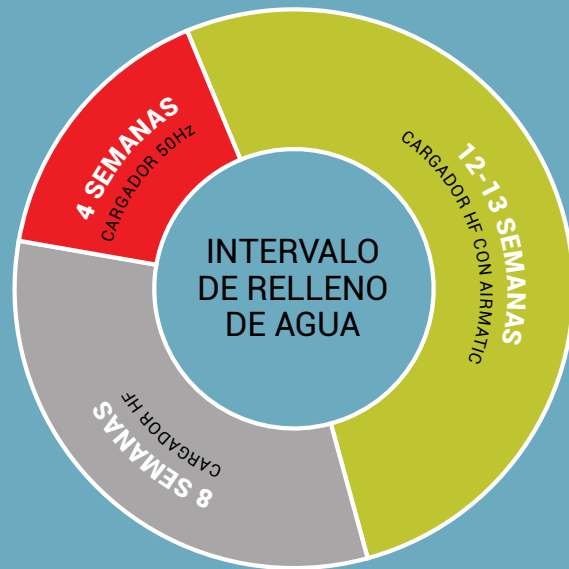 INTERVALO
DE RELLENO
DE AGUA
4 SEMANAS
CARGADOR 50Hz
12-13 SEMANAS
CARGADOR HF CON AIRMATIC
8 SEMANAS
CARGADOR HF